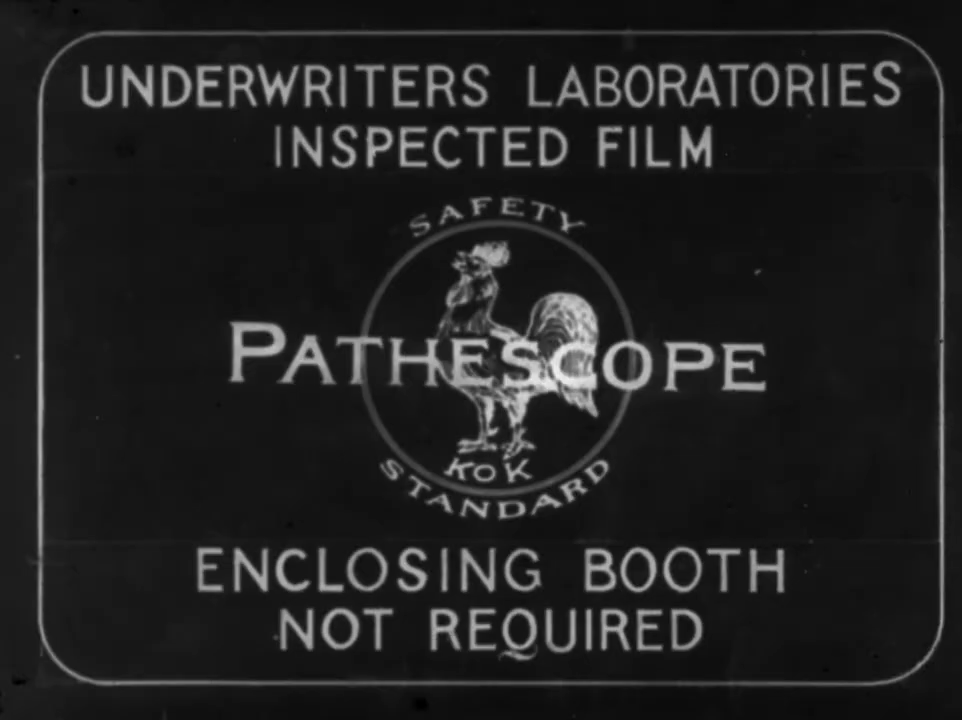 UNDERWRITERS LABORATORIES
INSPECTED FILM
SAFETY
PATHESCOPE
KOK
STANDARD
ENCLOSING BOOTH
NOT REQUIRED